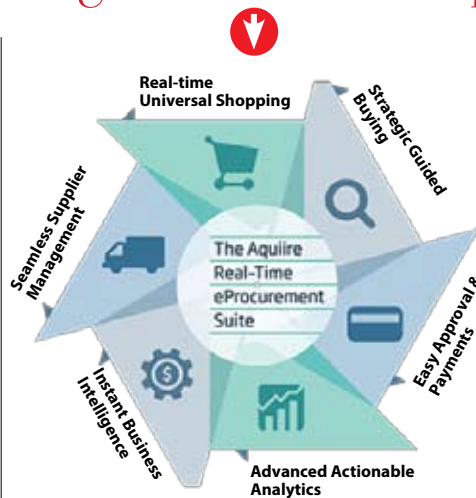 Real-time
Universal Shopping
Strategic Guided
Buying
Easy Approval &
Payments
Advanced Actionable
Analytics
Instant Business
Intelligence
Seamless Supplier
Management
The Aquiire
Real-Time
eProcurement
Suite